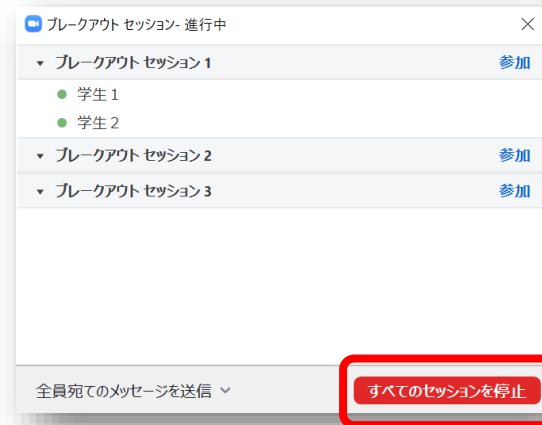 ブレークアウト セッション- 進行中
ブレークアウト セッション 1 参加
学生１
学生２
ブレークアウト セッション 2 参加
ブレークアウト セッション 3 参加
全員宛てのメッセージを送信 すべてのセッションを停止